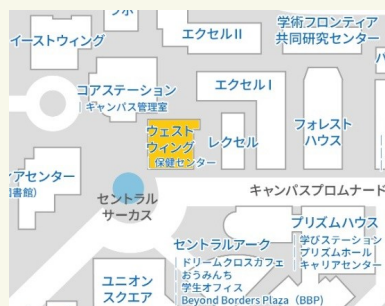 ラボ
エクセルII
学術フロンティア
共同研究センター
イーストウィング
コアステーション
キャンパス管理室
エクセルI
ウェスト
ウィング
保健センター
レクセル
フォレスト
ハウス
アセンター
図書館)
セントラル
サーカス
キャンパスプロムナード
プリズムハウス
学びステーション
プリズムホール
キャリアセンター
セントラルアーク
ドリームクロスカフェ
おうみんち
学生オフィス
Beyond Borders Plaza (BBP)
ユニオン
スクエア